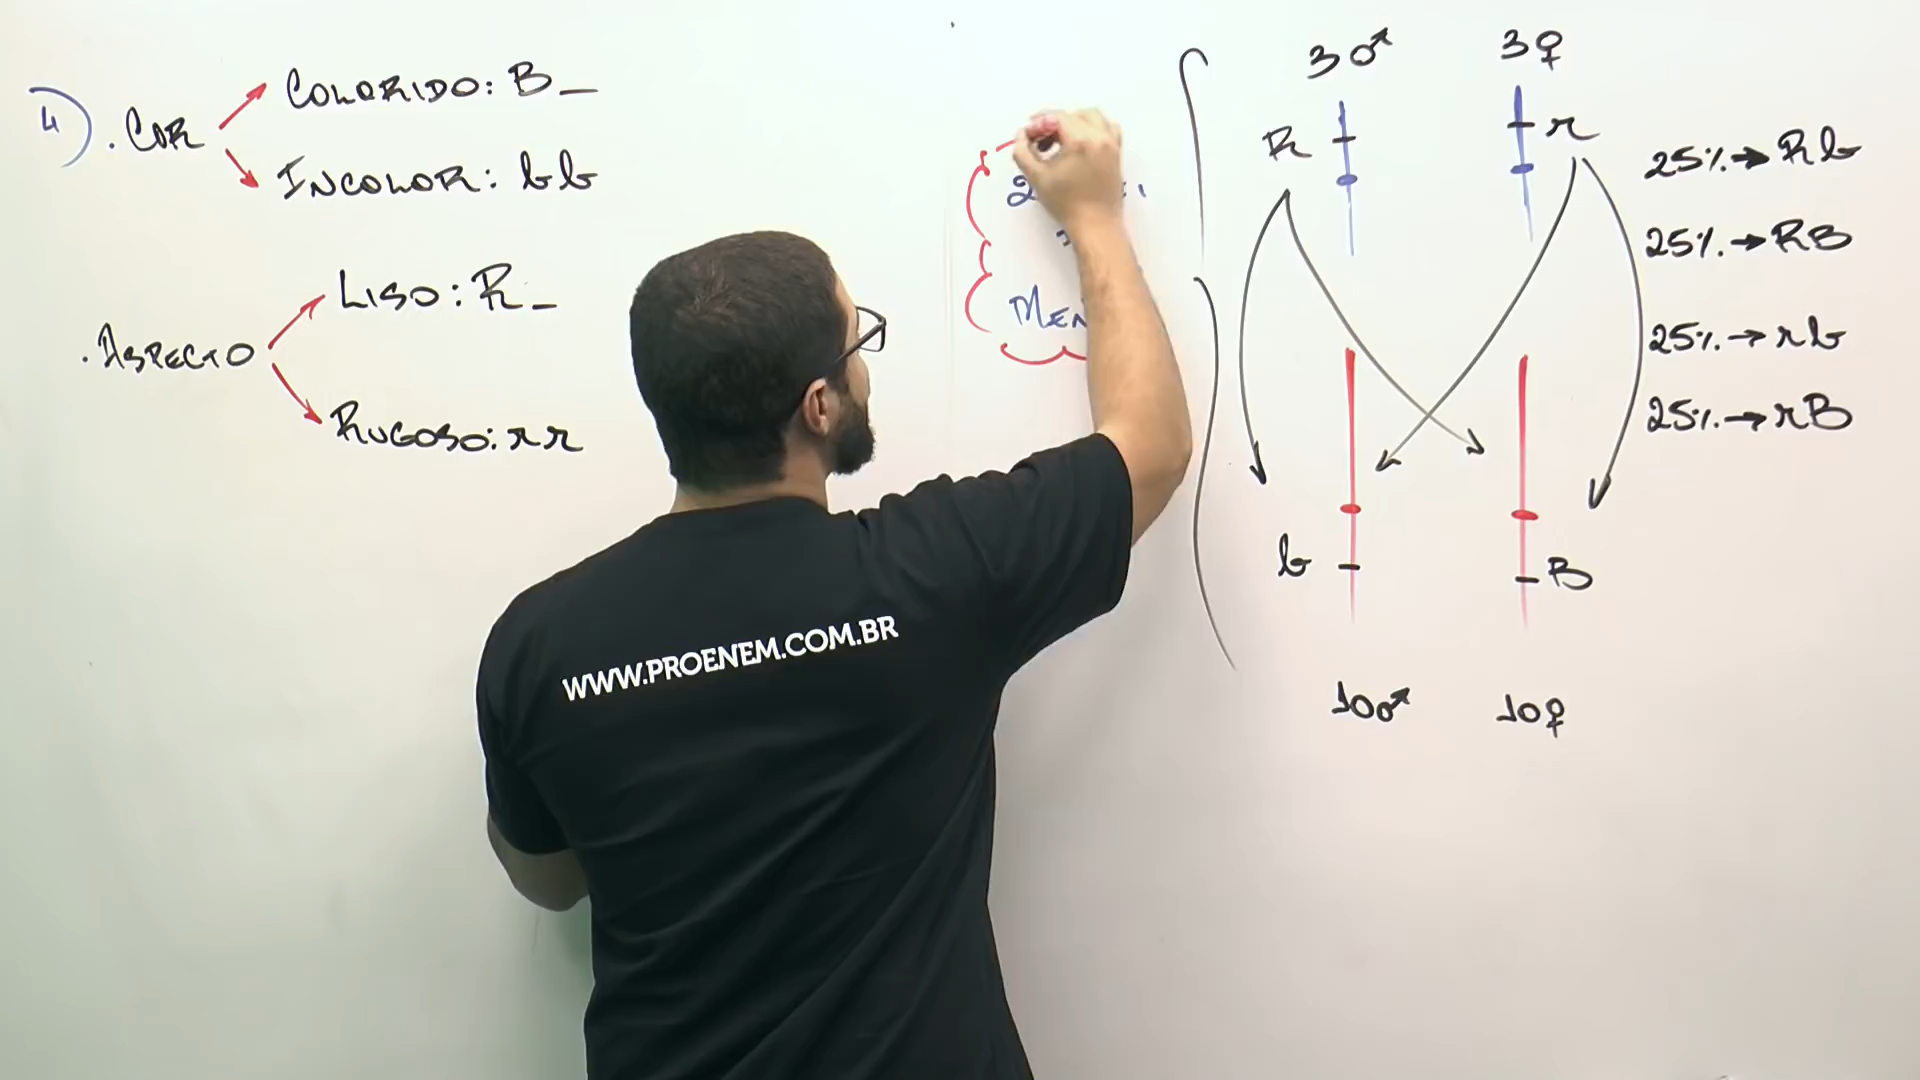 4)
. COR
COLORIDO: B_
INCOLOR: bb
. ASPECTO
LISO: R_
RUGOSO: rr
3♂ 3♀
R r
b B
10♂ 10♀
25% → Rb
25% → RB
25% → rb
25% → rB
WWW.PROENEM.COM.BR